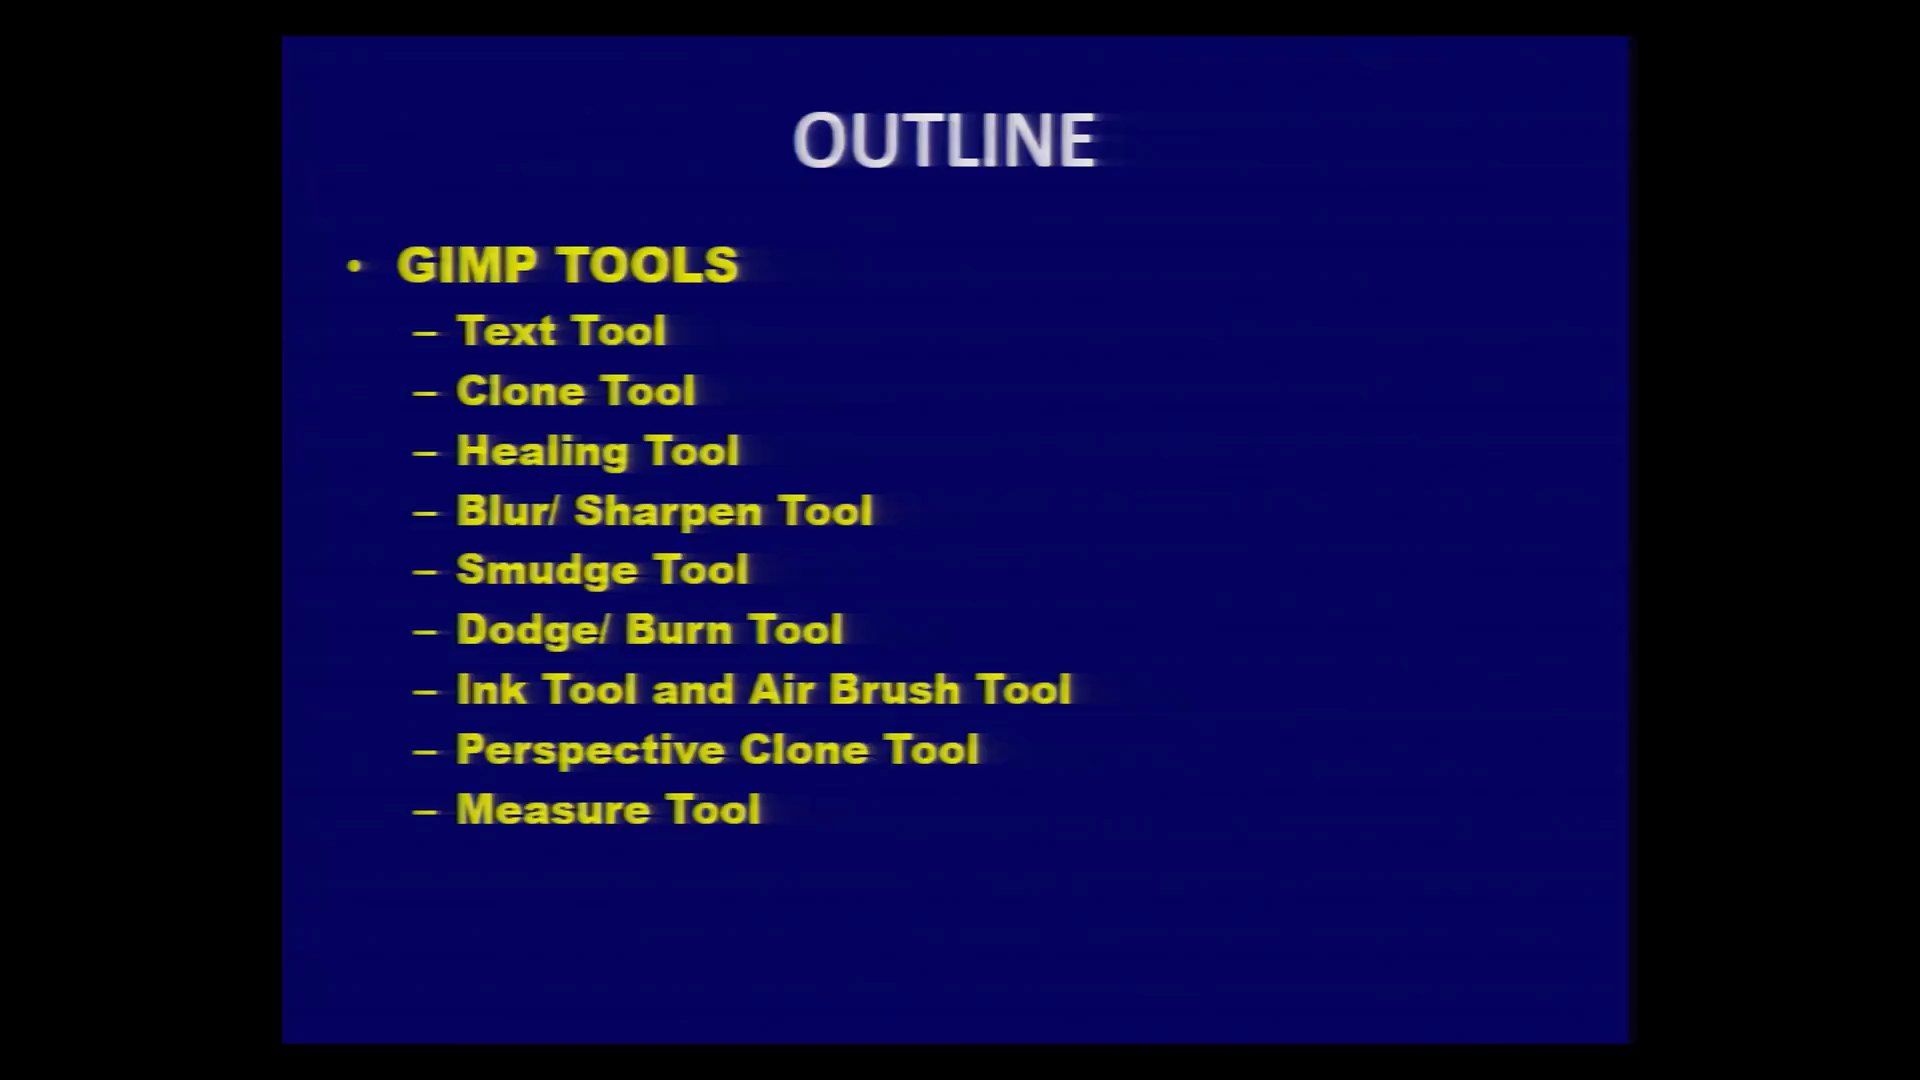 OUTLINE
• GIMP TOOLS
– Text Tool
– Clone Tool
– Healing Tool
– Blur/ Sharpen Tool
– Smudge Tool
– Dodge/ Burn Tool
– Ink Tool and Air Brush Tool
– Perspective Clone Tool
– Measure Tool